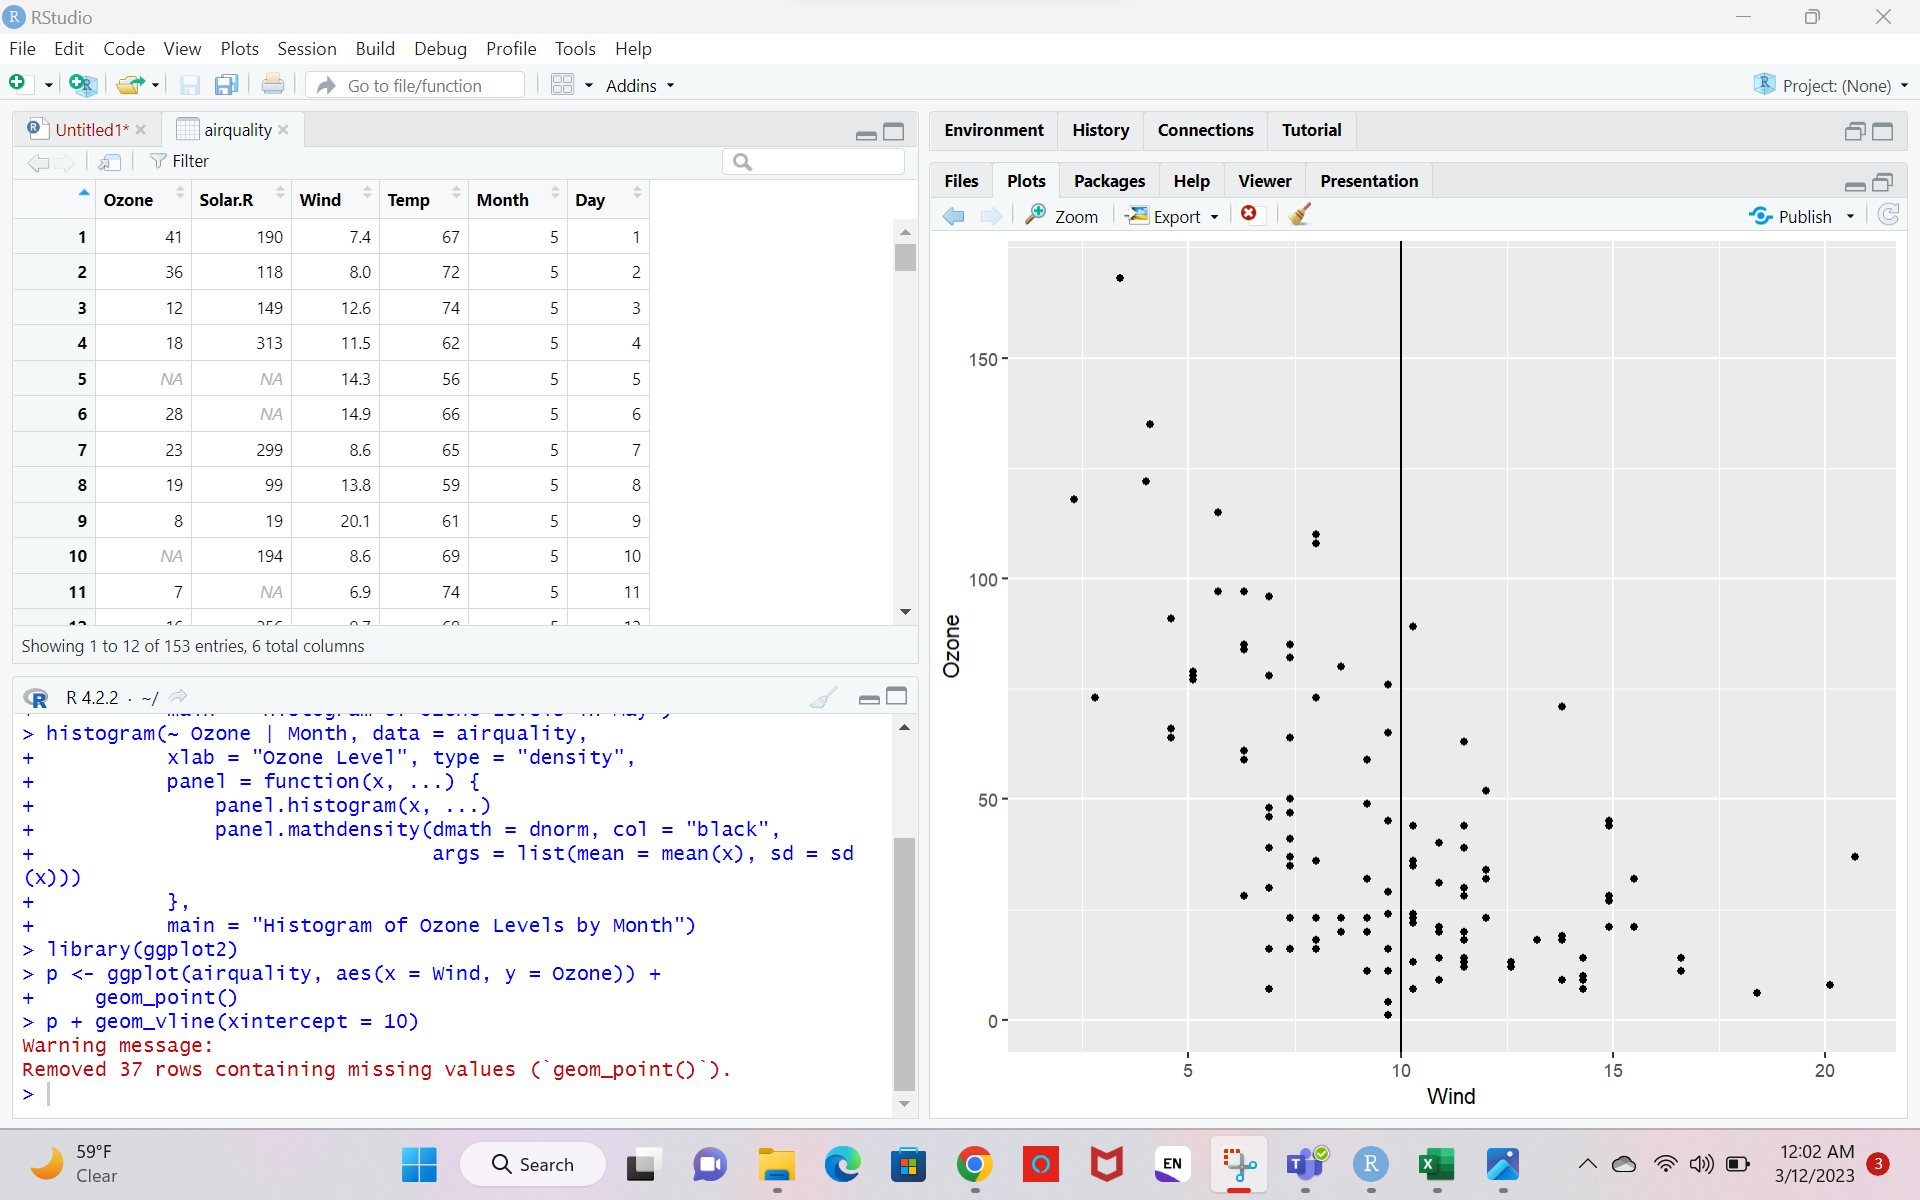 RStudio
File Edit Code View Plots Session Build Debug Profile Tools Help
Go to file/function Addins Project: (None)
Untitled1* airquality
Filter
Ozone Solar.R Wind Temp Month Day
1 41 190 7.4 67 5 1
2 36 118 8.0 72 5 2
3 12 149 12.6 74 5 3
4 18 313 11.5 62 5 4
5 NA NA 14.3 56 5 5
6 28 NA 14.9 66 5 6
7 23 299 8.6 65 5 7
8 19 99 13.8 59 5 8
9 8 19 20.1 61 5 9
10 NA 194 8.6 69 5 10
11 7 NA 6.9 74 5 11
Showing 1 to 12 of 153 entries, 6 total columns
R 4.2.2 · ~/
> histogram(~ Ozone | Month, data = airquality,
+ xlab = "Ozone Level", type = "density",
+ panel = function(x, ...) {
+ panel.histogram(x, ...)
+ panel.mathdensity(dmath = dnorm, col = "black",
+ args = list(mean = mean(x), sd = sd
(x)))
+ },
+ main = "Histogram of Ozone Levels by Month")
> library(ggplot2)
> p <- ggplot(airquality, aes(x = Wind, y = Ozone)) +
+ geom_point()
> p + geom_vline(xintercept = 10)
Warning message:
Removed 37 rows containing missing values (`geom_point()`).
>
Environment History Connections Tutorial
Files Plots Packages Help Viewer Presentation
Zoom Export Publish
150
100
50
0
Ozone
5 10 15 20
Wind
59°F
Clear
Search
EN
12:02 AM
3/12/2023
3